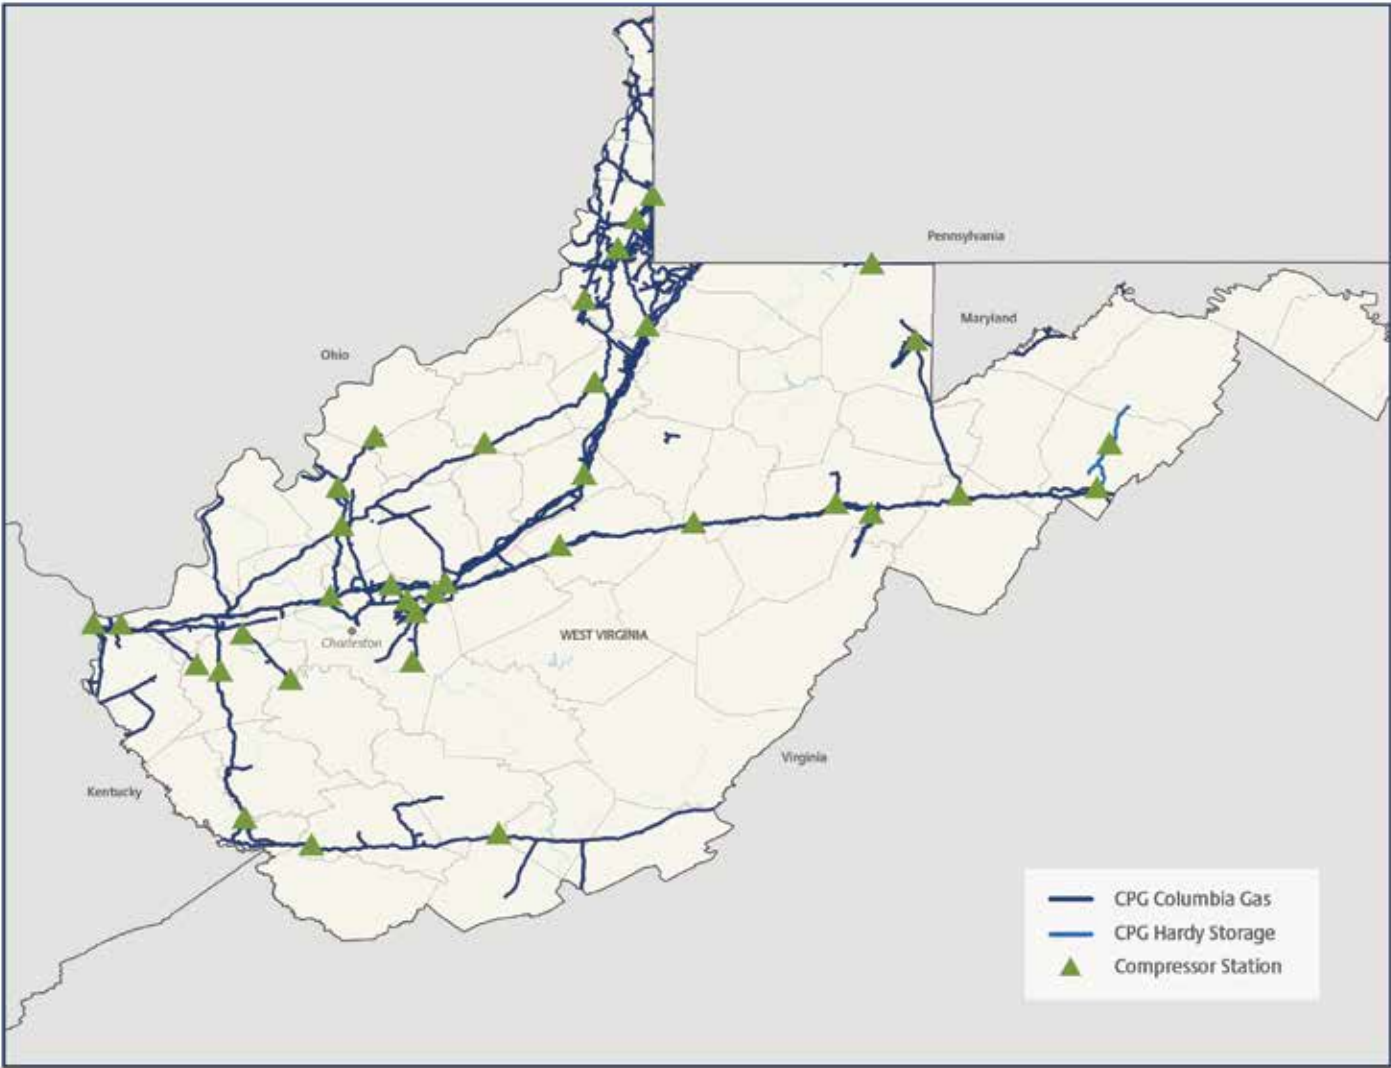 Pennsylvania
Maryland
Ohio
WEST VIRGINIA
Charleston
Virginia
Kentucky
CPG Columbia Gas
CPG Hardy Storage
Compressor Station